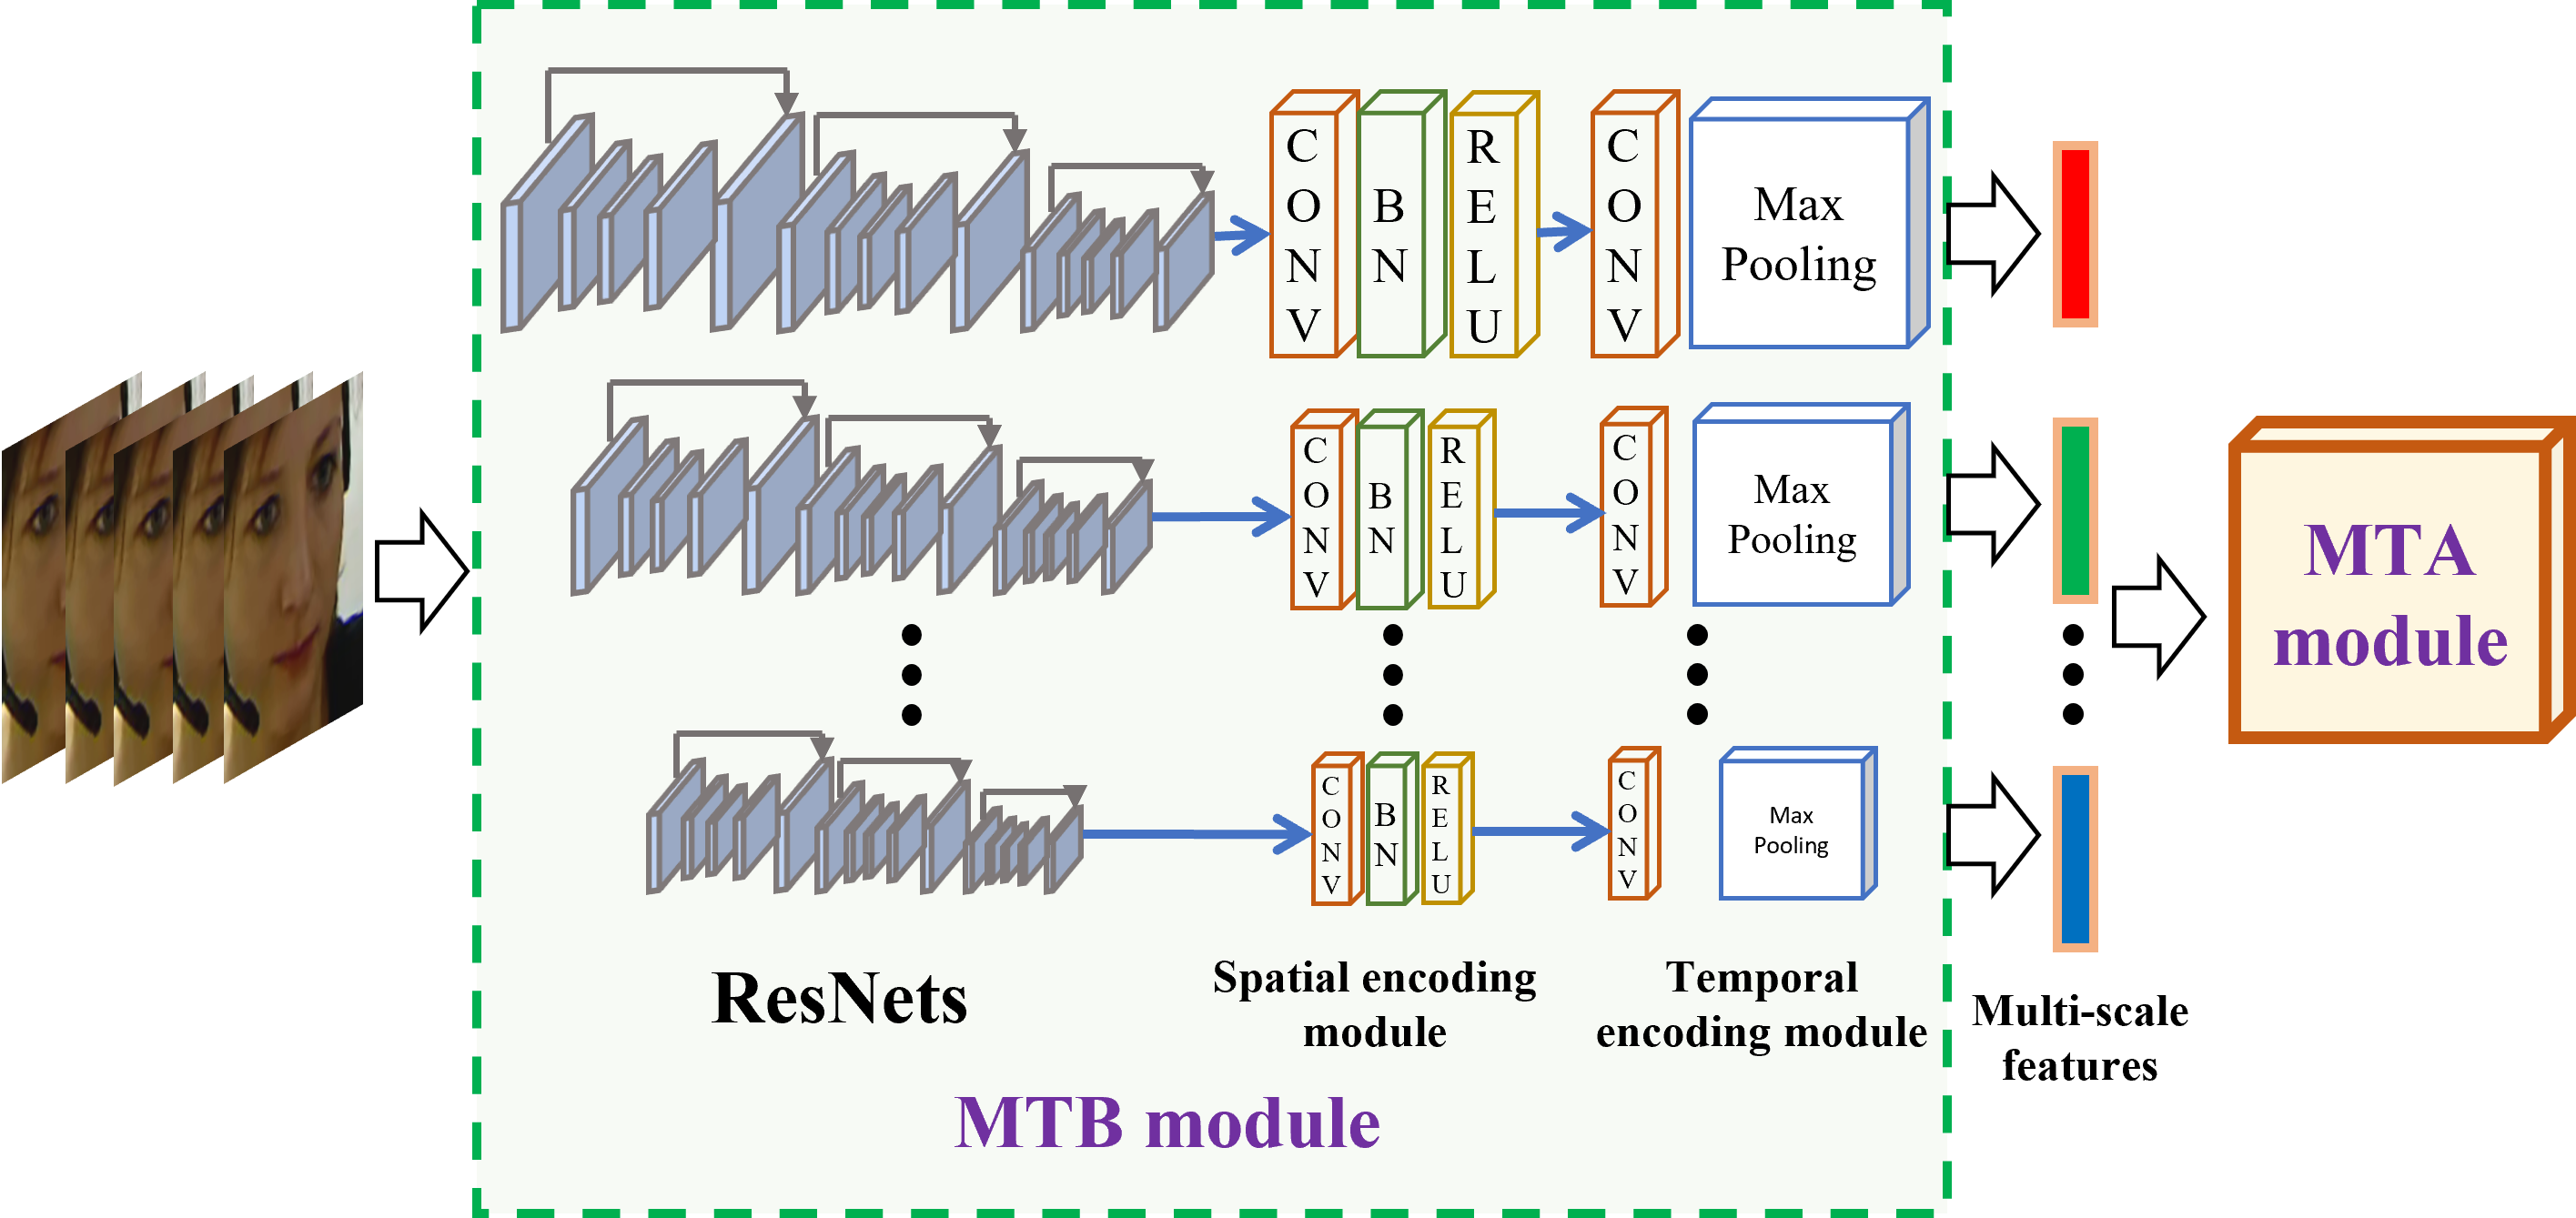 CONV
BN
RELU
CONV
Max
Pooling
CONV
BN
RELU
CONV
Max
Pooling
MTA
module
CONV
BN
RELU
CONV
Max
Pooling
ResNets
Spatial encoding
module
Temporal
encoding module
Multi-scale
features
MTB module